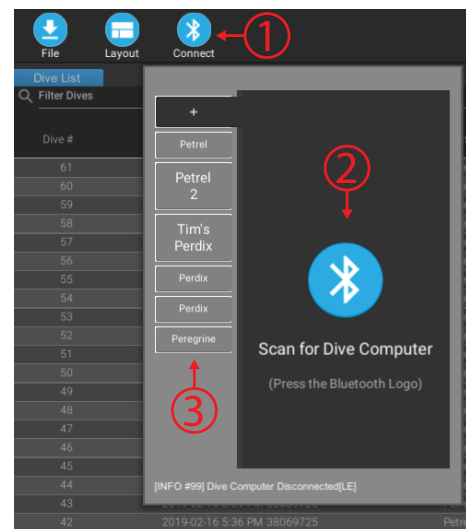 File
Layout
Connect
1
Dive List
Filter Dives
Dive #
61
60
59
58
57
56
55
54
53
52
51
50
49
48
47
46
45
44
43
42
+
Petrel
Petrel
2
Tim's
Perdix
Perdix
Perdix
Peregrine
3
2
Scan for Dive Computer
(Press the Bluetooth Logo)
[INFO #99] Dive Computer Disconnected[LE]
2019-02-16 5:36 PM 38069725